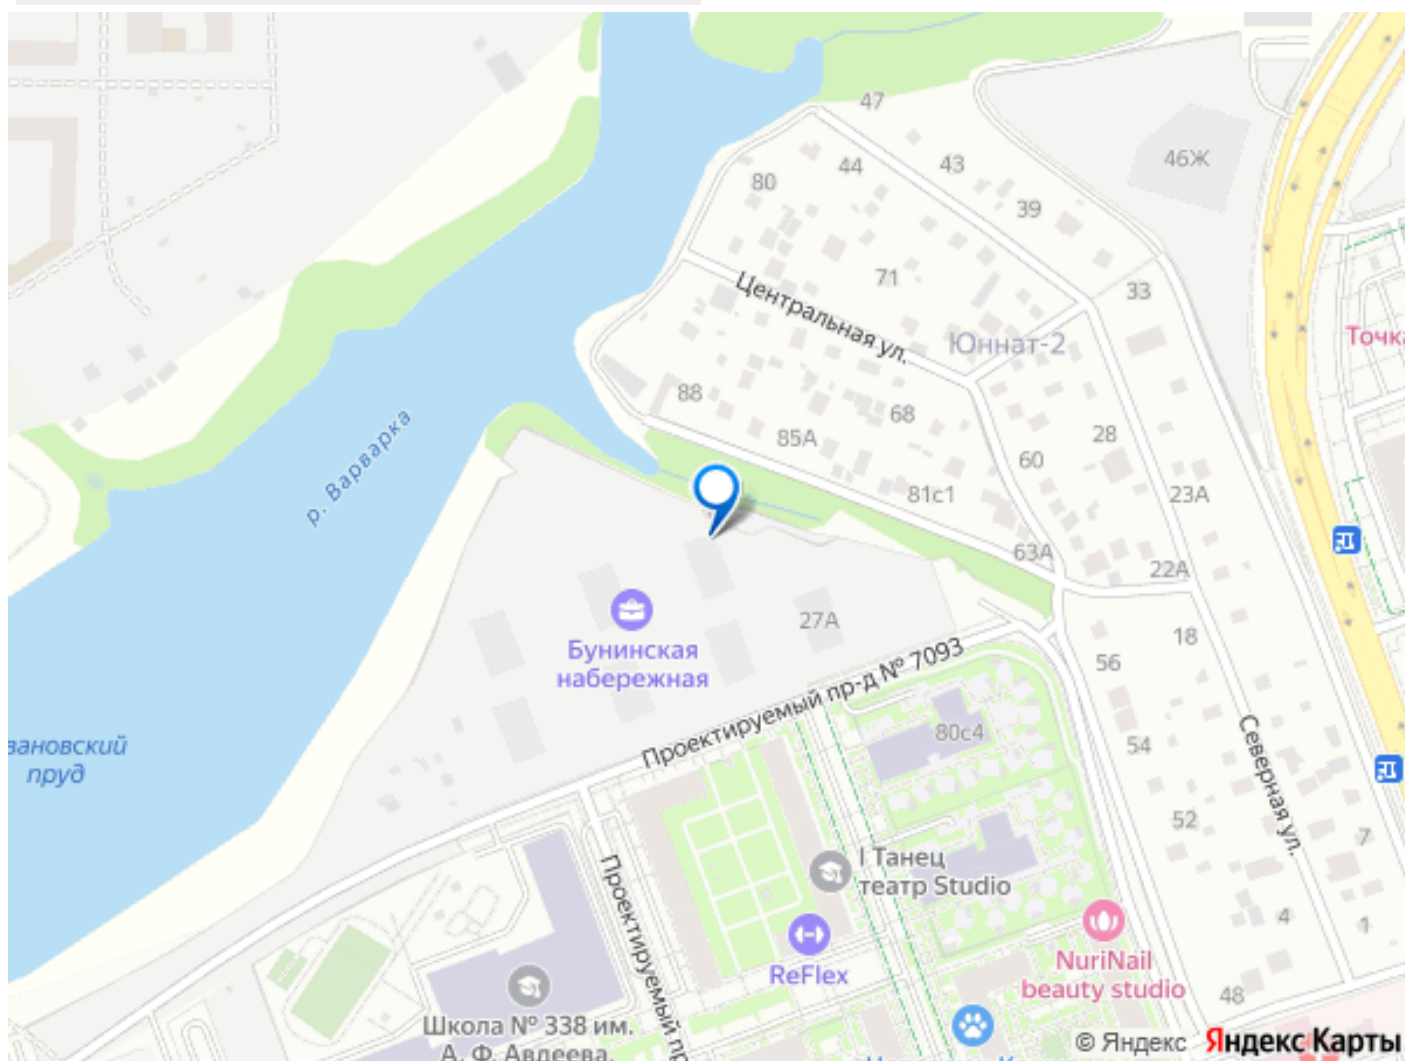 47
46Ж
44
43
80
39
71
33
Центральная ул.
Юннат-2
Точка
88
68
85А
28
60
р. Варварка
81с1
23А
63А
22А
27А
Бунинская
набережная
18
56
Проектируемый пр-д № 7093
80с4
54
вановский
пруд
Северная ул.
52
7
I Танец
театр Studio
Проектируемый пр
4
1
ReFlex
NuriNail
beauty studio
48
Школа № 338 им.
А. Ф. Авдеева,
© Яндекс Яндекс Карты